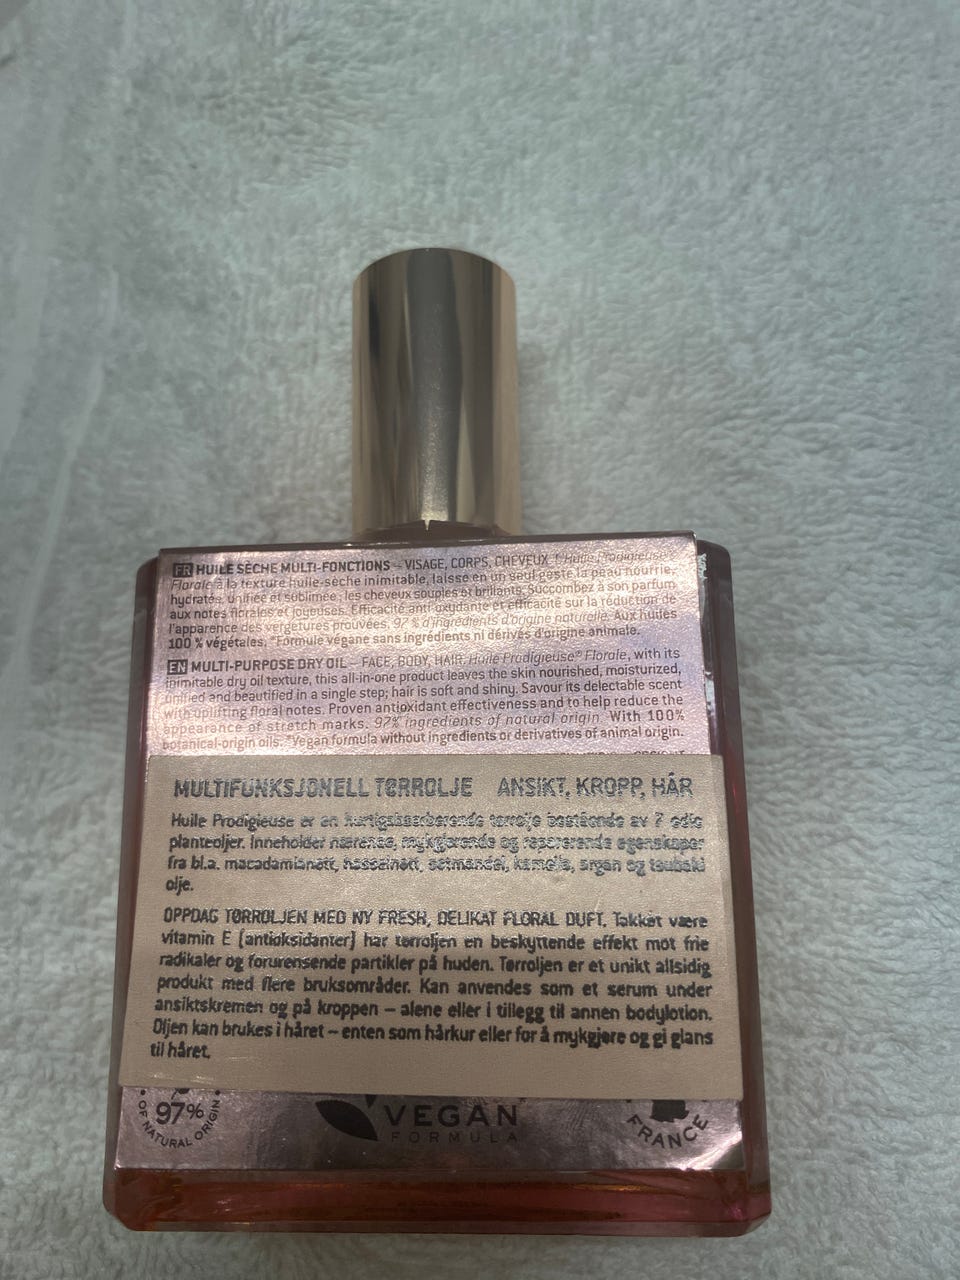 FR HUILE SÈCHE MULTI-FONCTIONS – VISAGE, CORPS, CHEVEUX Huile Prodigieuse®
Florale à la texture huile-sèche inimitable, laisse en un seul geste la peau nourrie,
hydratée, unifiée et sublimée ; les cheveux souples et brillants. Succombez à son parfum
aux notes florales et joyeuses. Efficacité anti-oxydante et efficacité sur la réduction de
l'apparence des vergetures prouvées. 97 % d'ingrédients d'origine naturelle. Aux huiles
100 % végétales. *Formule végane sans ingrédients ni dérivés d'origine animale.
EN MULTI-PURPOSE DRY OIL – FACE, BODY, HAIR. Huile Prodigieuse® Florale, with its
inimitable dry oil texture, this all-in-one product leaves the skin nourished, moisturized,
unified and beautified in a single step; hair is soft and shiny. Savour its delectable scent
with uplifting floral notes. Proven antioxidant effectiveness and to help reduce the
appearance of stretch marks. 97% ingredients of natural origin. With 100%
botanical-origin oils. *Vegan formula without ingredients or derivatives of animal origin.
MULTIFUNKSJONELL TØRROLJE ANSIKT, KROPP, HÅR
Huile Prodigieuse er en hurtigabsorberende tørrolje bestående av 7 edle
planteoljer. Inneholder nærende, mykgjørende og reparerende egenskaper
fra bl.a. macadamianøtt, hasselnøtt, søtmandel, kamelia, argan og tsubaki
olje.
OPPDAG TØRROLJEN MED NY FRESH, DELIKAT FLORAL DUFT. Takket være
vitamin E (antioksidanter) har tørroljen en beskyttende effekt mot frie
radikaler og forurensende partikler på huden. Tørroljen er et unikt allsidig
produkt med flere bruksområder. Kan anvendes som et serum under
ansiktskremen og på kroppen – alene eller i tillegg til annen bodylotion.
Oljen kan brukes i håret – enten som hårkur eller for å mykgjøre og gi glans
til håret.
97%
OF NATURAL ORIGIN
VEGAN
FORMULA
FRANCE